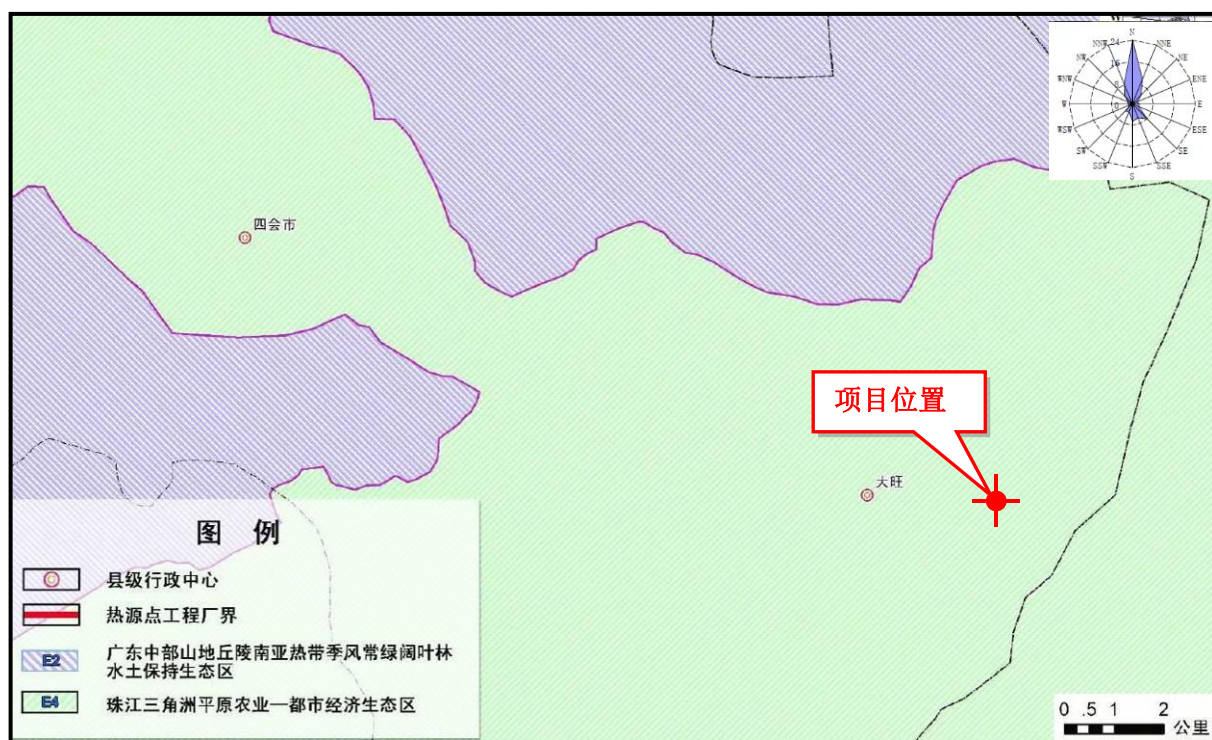 N
NNW
24
NNE
NW
16
NE
WNW
8
ENE
W
0
E
WSW
ESE
SW
SE
SSW
SSE
S
四会市
项目位置
大旺
图 例
县级行政中心
热源点工程厂界
E2
广东中部山地丘陵南亚热带季风常绿阔叶林
水土保持生态区
E4
珠江三角洲平原农业—都市经济生态区
0 .5 1 2
公里